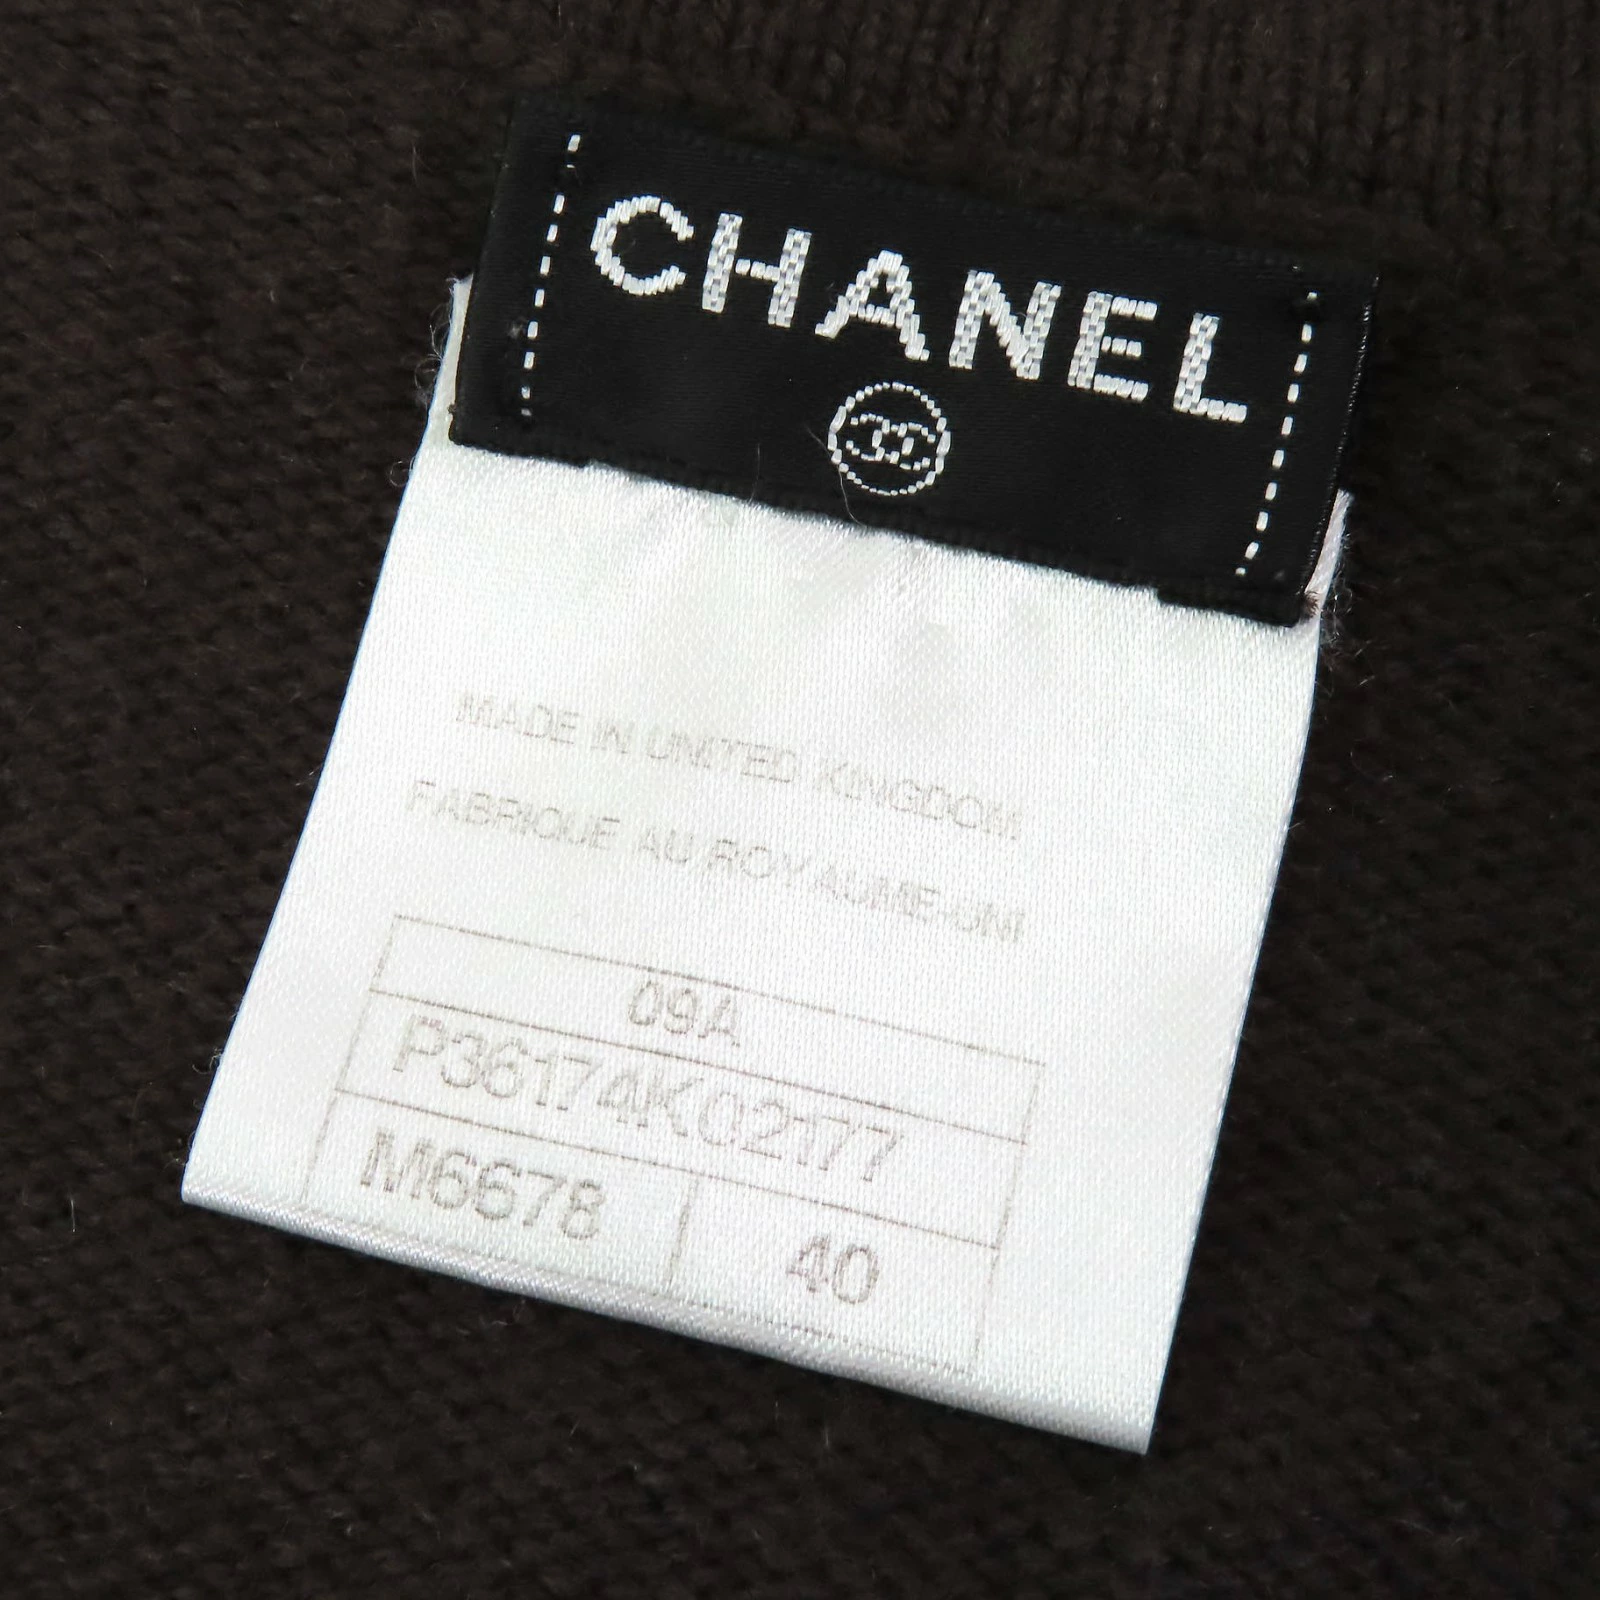 CHANEL
MADE IN UNITED KINGDOM
FABRIQUE AU ROYAUME-UNI
09A
P36174K02177
M6678
40